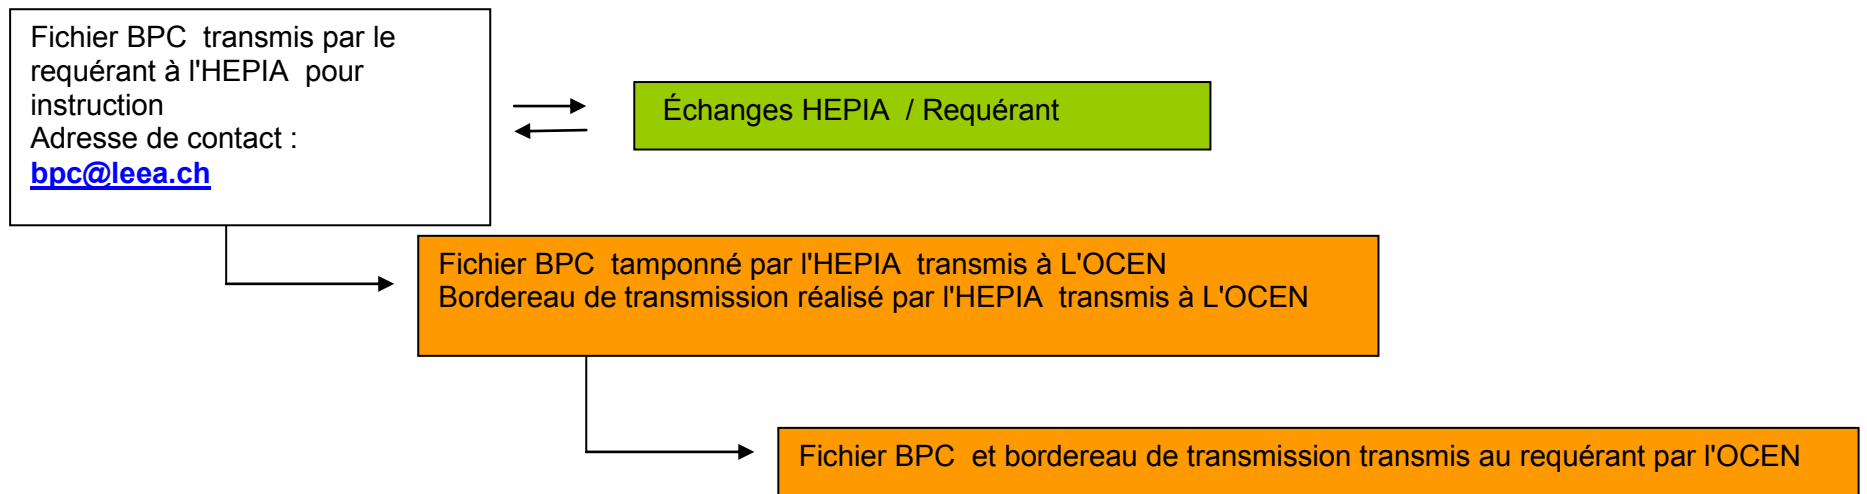 Fichier BPC transmis par le
requérant à l'HEPIA pour
instruction
Adresse de contact :
bpc@leea.ch
Échanges HEPIA / Requérant
Fichier BPC tamponné par l'HEPIA transmis à L'OCEN
Bordereau de transmission réalisé par l'HEPIA transmis à L'OCEN
Fichier BPC et bordereau de transmission transmis au requérant par l'OCEN